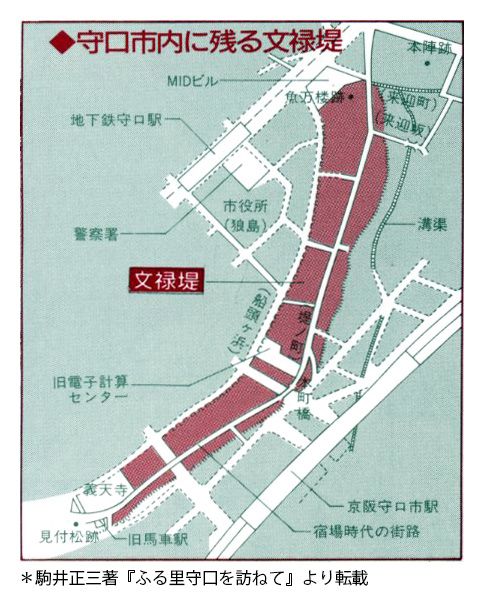 ◆守口市内に残る文禄堤
本陣跡
MIDビル
魚万楼跡
(来迎町)
(来迎坂)
地下鉄守口駅
市役所
(狼島)
溝渠
警察署
文禄堤
(船頭ヶ浜)
堤ノ町
旧電子計算
センター
本町橋
義天寺
京阪守口市駅
見付松跡
旧馬車駅
宿場時代の街路
＊駒井正三著『ふる里守口を訪ねて』より転載